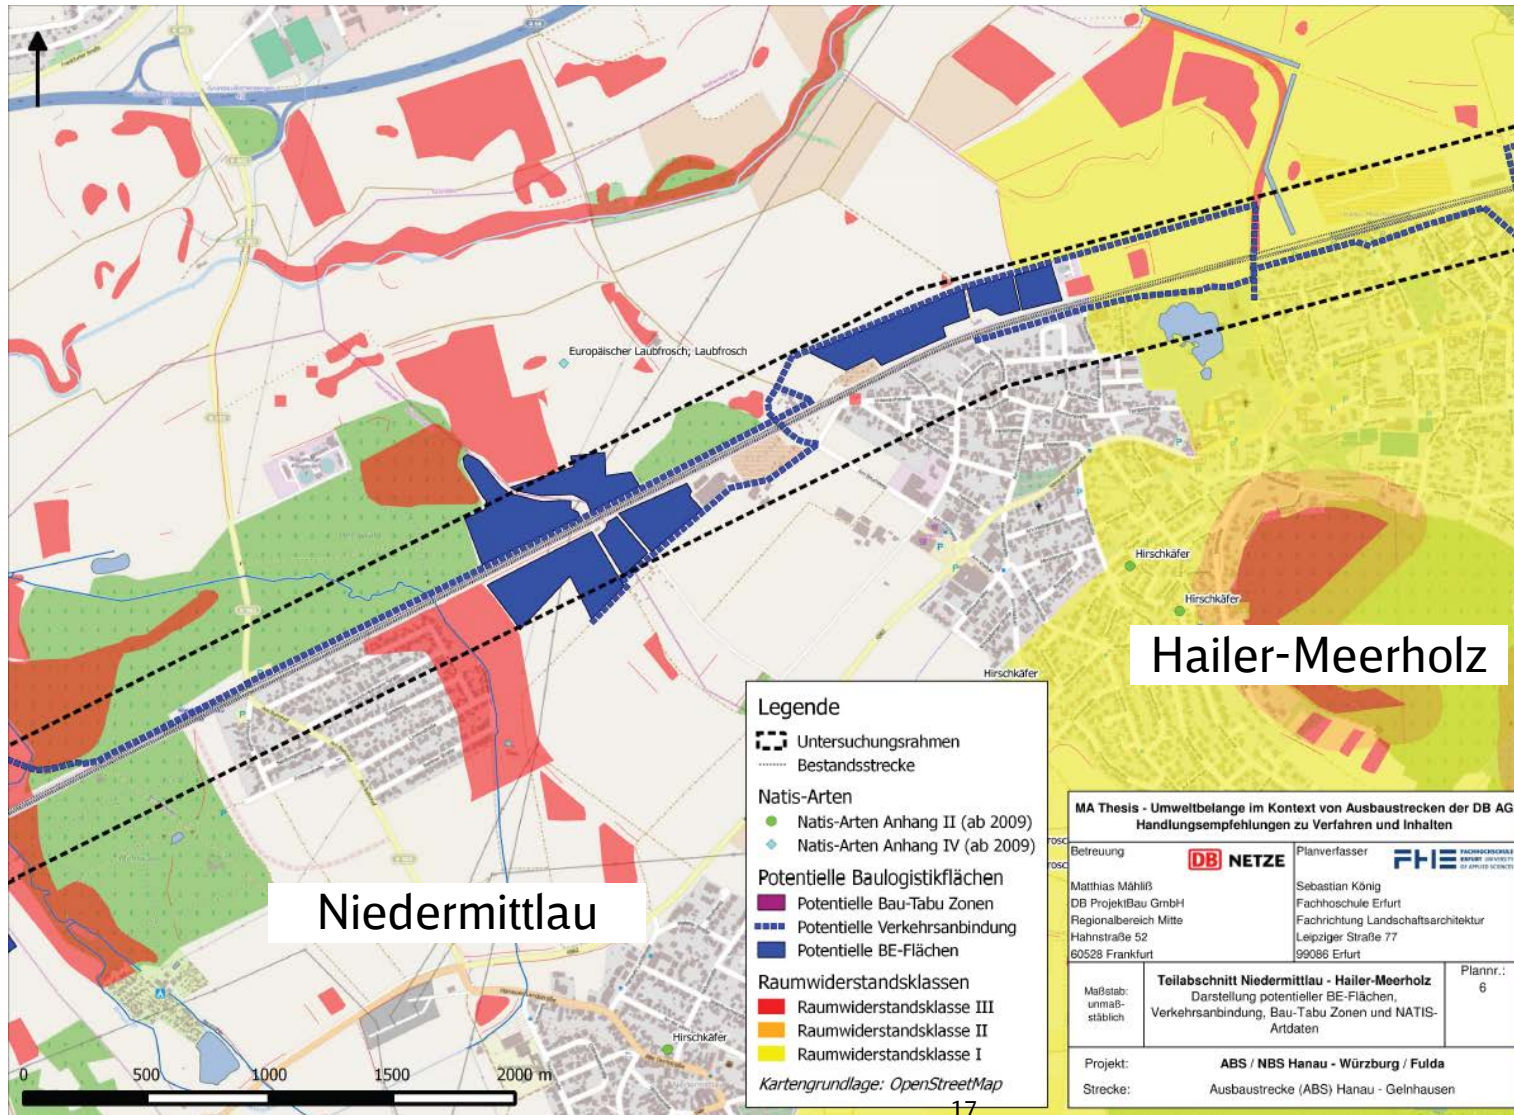 Europäischer Laubfrosch; Laubfrosch
Hirschkäfer
Hirschkäfer
Hailer-Meerholz
Hirschkäfer
Niedermittlau
Hirschkäfer
Legende
Untersuchungsrahmen
Bestandsstrecke
Natis-Arten
Natis-Arten Anhang II (ab 2009)
Natis-Arten Anhang IV (ab 2009)
Potentielle Baulogistikflächen
Potentielle Bau-Tabu Zonen
Potentielle Verkehrsanbindung
Potentielle BE-Flächen
Raumwiderstandsklassen
Raumwiderstandsklasse III
Raumwiderstandsklasse II
Raumwiderstandsklasse I
Kartengrundlage: OpenStreetMap
MA Thesis - Umweltbelange im Kontext von Ausbaustrecken der DB AG
Handlungsempfehlungen zu Verfahren und Inhalten
Betreuung
DB NETZE
Matthias Mähliß
DB ProjektBau GmbH
Regionalbereich Mitte
Hahnstraße 52
60528 Frankfurt
Planverfasser
FHE FACHHOCHSCHULE
ERFURT UNIVERSITY
OF APPLIED SCIENCES
Sebastian König
Fachhoschule Erfurt
Fachrichtung Landschaftsarchitektur
Leipziger Straße 77
99086 Erfurt
Maßstab:
unmaß-
stäblich
Teilabschnitt Niedermittlau - Hailer-Meerholz
Darstellung potentieller BE-Flächen,
Verkehrsanbindung, Bau-Tabu Zonen und NATIS-
Artdaten
Plannr.:
6
Projekt: ABS / NBS Hanau - Würzburg / Fulda
Strecke: Ausbaustrecke (ABS) Hanau - Gelnhausen
0 500 1000 1500 2000 m
17